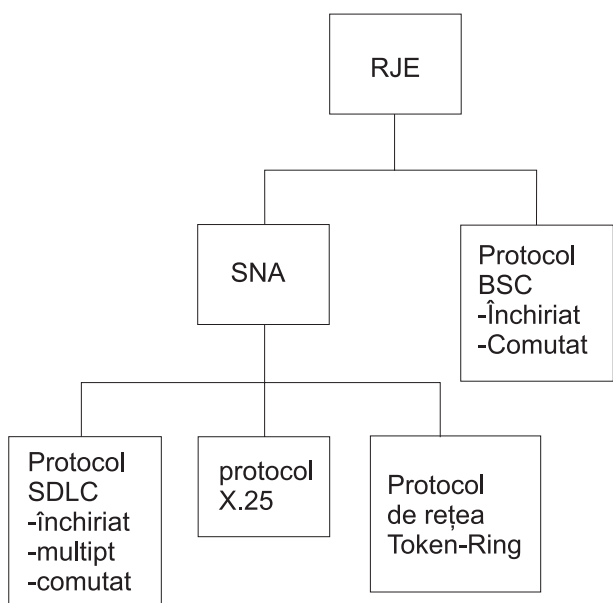 RJE
SNA
Protocol
BSC
-Închiriat
-Comutat
Protocol
SDLC
-închiriat
-multipt
-comutat
protocol
X.25
Protocol
de rețea
Token-Ring